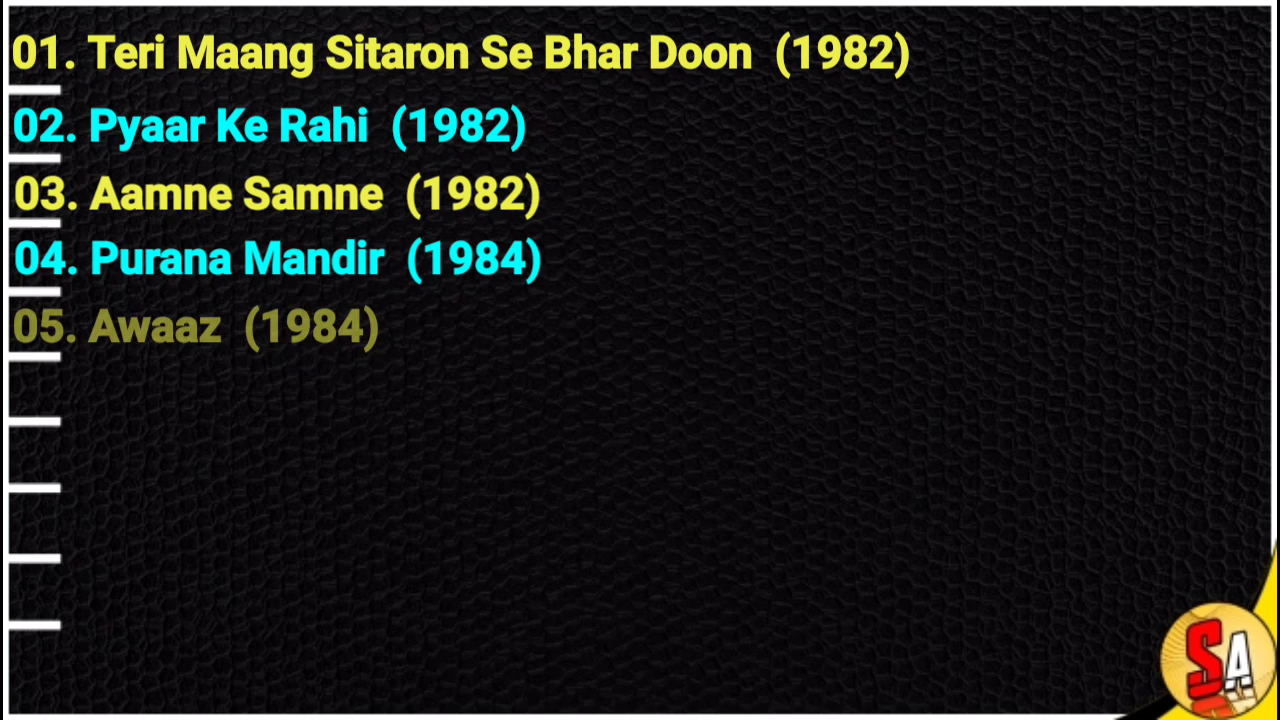 01. Teri Maang Sitaron Se Bhar Doon (1982)
02. Pyaar Ke Rahi (1982)
03. Aamne Samne (1982)
04. Purana Mandir (1984)
05. Awaaz (1984)
SA